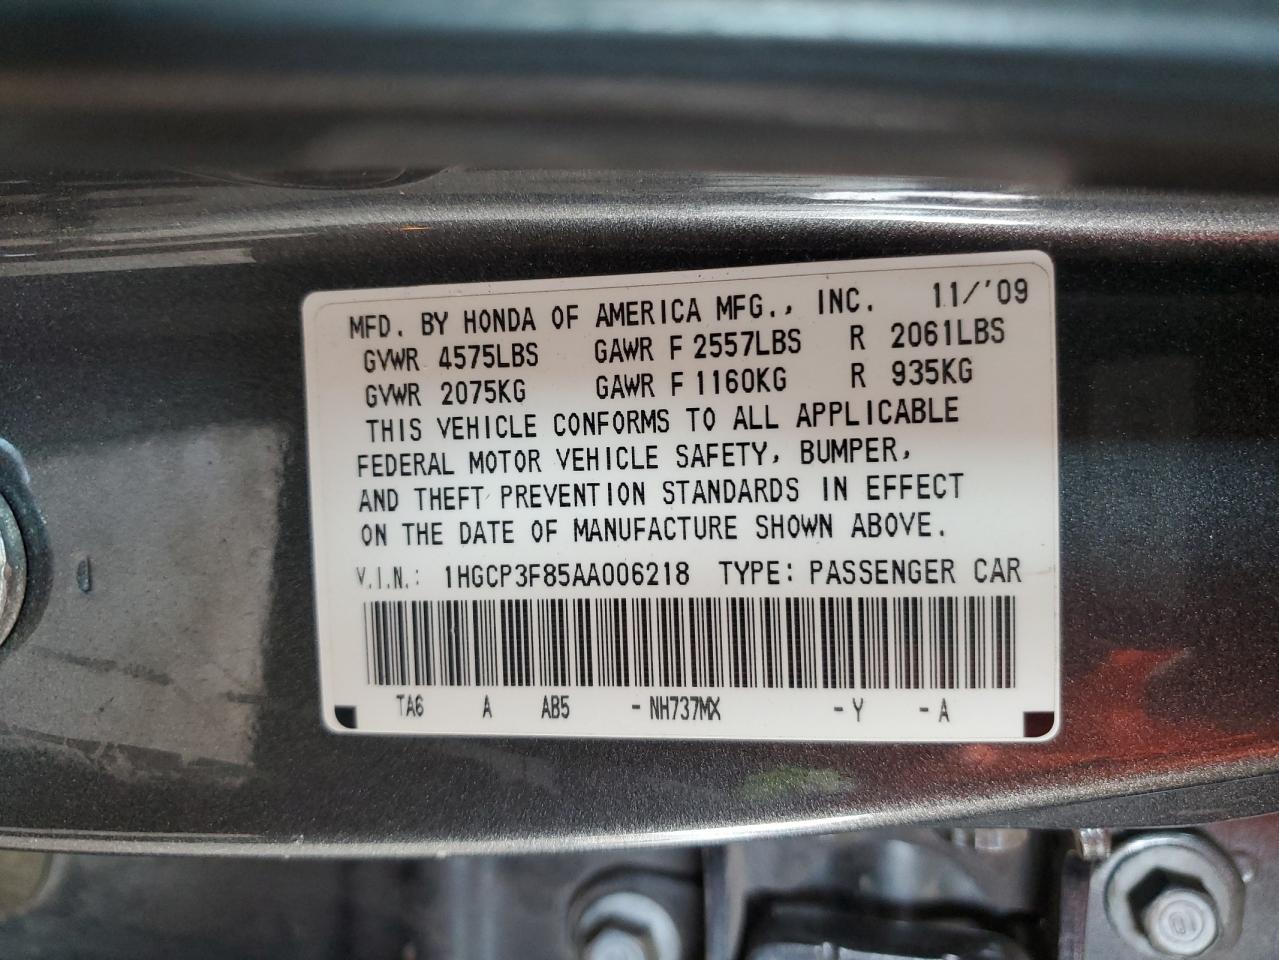 MFD. BY HONDA OF AMERICA MFG., INC. 11/'09
GVWR 4575LBS GAWR F 2557LBS R 2061LBS
GVWR 2075KG GAWR F 1160KG R 935KG
THIS VEHICLE CONFORMS TO ALL APPLICABLE
FEDERAL MOTOR VEHICLE SAFETY, BUMPER,
AND THEFT PREVENTION STANDARDS IN EFFECT
ON THE DATE OF MANUFACTURE SHOWN ABOVE.
V.I.N.: 1HGCP3F85AA006218 TYPE: PASSENGER CAR
TA6 A AB5 -NH737MX -Y -A